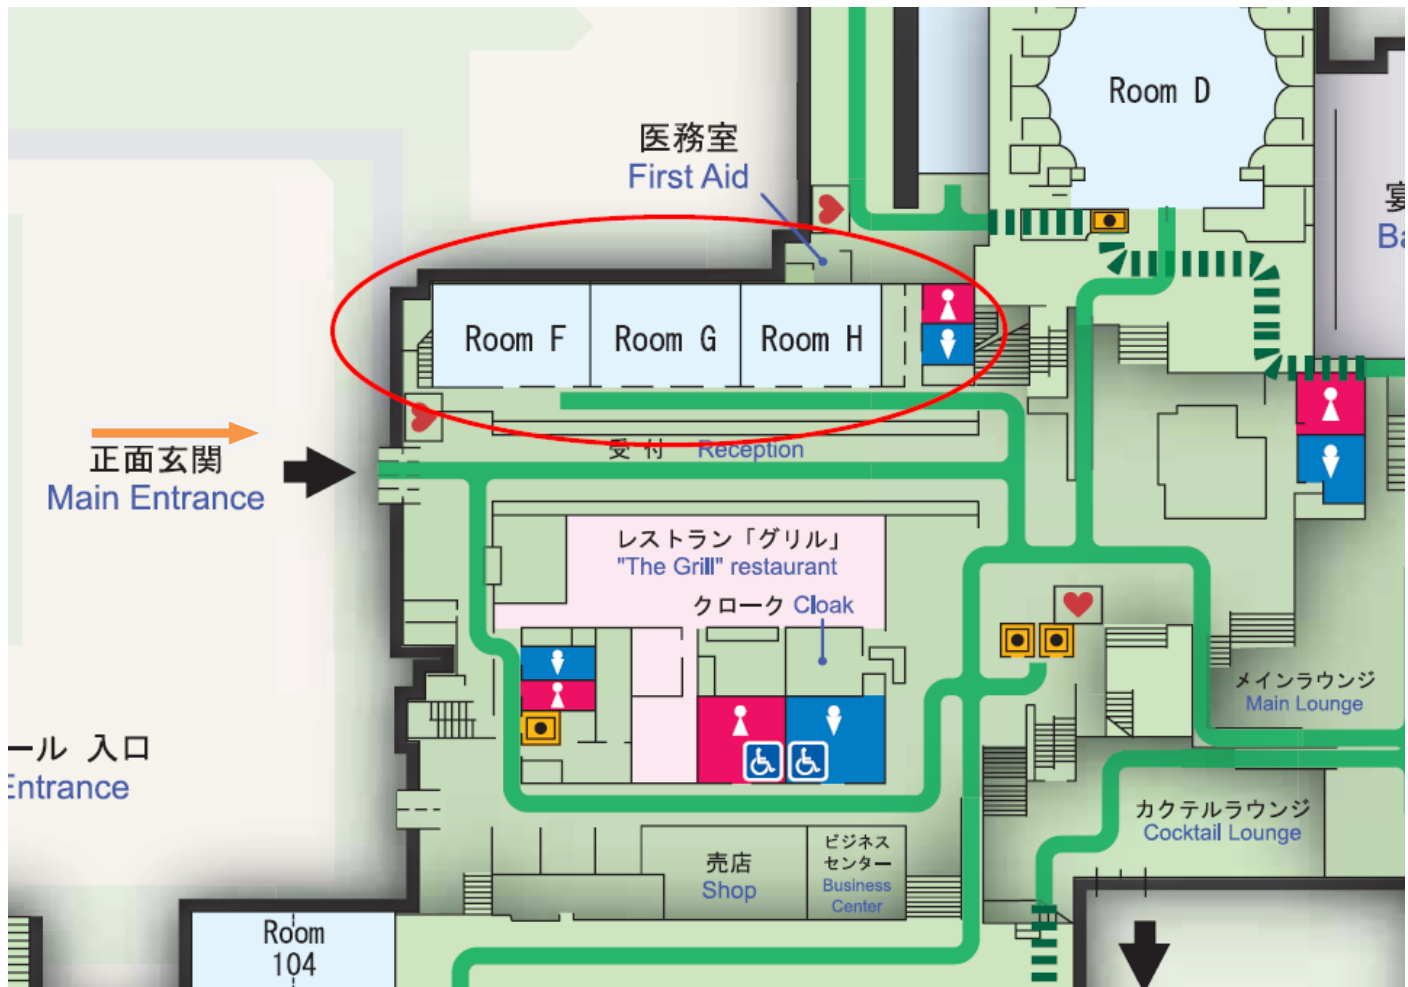 Room D
医務室
First Aid
宴
Ba
Room F
Room G
Room H
正面玄関
Main Entrance
受付 Reception
レストラン「グリル」
"The Grill" restaurant
クローク Cloak
メインラウンジ
Main Lounge
ール 入口
Entrance
カクテルラウンジ
Cocktail Lounge
売店
Shop
ビジネス
センター
Business
Center
Room
104